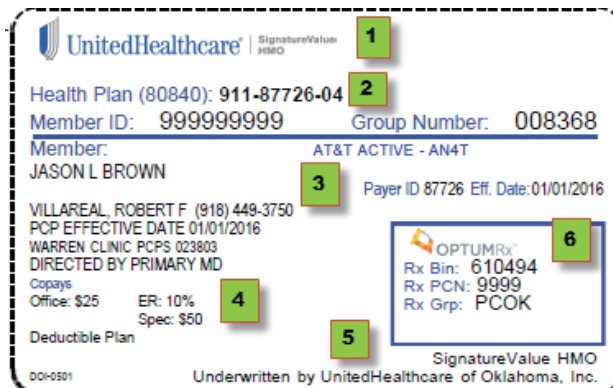 UnitedHealthcare® SignatureValue
HMO
1
Health Plan (80840): 911-87726-04 2
Member ID: 999999999 Group Number: 008368
Member: AT&T ACTIVE - AN4T
JASON L BROWN
3
Payer ID 87726 Eff. Date: 01/01/2016
VILLAREAL, ROBERT F (918) 449-3750
PCP EFFECTIVE DATE 01/01/2016
WARREN CLINIC PCPS 023803
DIRECTED BY PRIMARY MD
6
OPTUMRx
Rx Bin: 610494
Rx PCN: 9999
Rx Grp: PCOK
Copays
Office: $25 ER: 10% 4
Spec: $50
Deductible Plan
5
SignatureValue HMO
DOI-0501 Underwritten by UnitedHealthcare of Oklahoma, Inc.